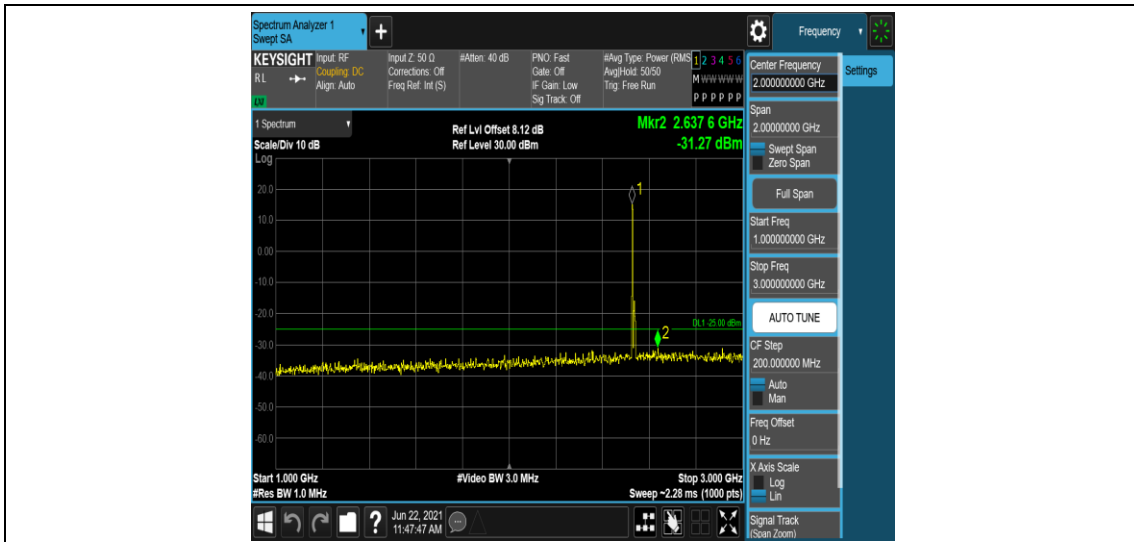 Spectrum Analyzer 1
Swept SA
+
Frequency
KEYSIGHT
RL
LXI
Input: RF
Coupling: DC
Align: Auto
Input Z: 50 Ω
Corrections: Off
Freq Ref: Int (S)
#Atten: 40 dB
PNO: Fast
Gate: Off
IF Gain: Low
Sig Track: Off
#Avg Type: Power (RMS
Avg|Hold: 50/50
Trig: Free Run
1 2 3 4 5 6
M W W W W W
P P P P P P
1 Spectrum
Scale/Div 10 dB
Log
Ref Lvl Offset 8.12 dB
Ref Level 30.00 dBm
Mkr2 2.637 6 GHz
-31.27 dBm
1
20.0
10.0
0.00
-10.0
-20.0
DL1 -25.00 dBm
2
-30.0
-40.0
-50.0
-60.0
Start 1.000 GHz
#Res BW 1.0 MHz
#Video BW 3.0 MHz
Stop 3.000 GHz
Sweep ~2.28 ms (1000 pts)
?
Jun 22, 2021
11:47:47 AM
Center Frequency
2.000000000 GHz
Settings
Span
2.00000000 GHz
Swept Span
Zero Span
Full Span
Start Freq
1.000000000 GHz
Stop Freq
3.000000000 GHz
AUTO TUNE
CF Step
200.000000 MHz
Auto
Man
Freq Offset
0 Hz
X Axis Scale
Log
Lin
Signal Track
(Span Zoom)